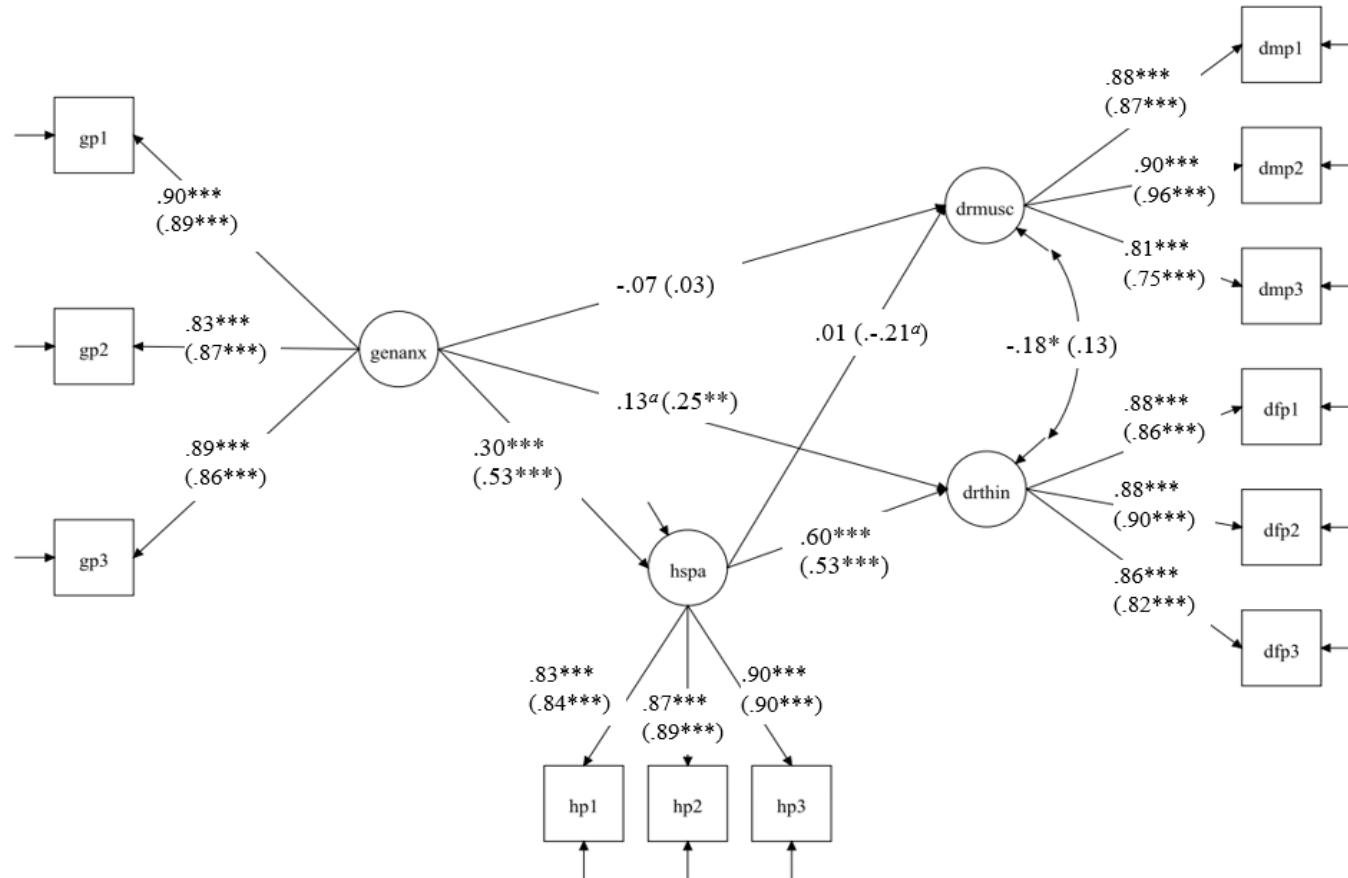 dmp1
.88***
(.87***)
gp1
dmp2
.90***
(.96***)
.90***
(.89***)
drmusc
.81***
(.75***)
dmp3
-.07 (.03)
.83***
(.87***)
gp2
genanx
.01 (.-.21ᵃ)
-.18* (.13)
.13ᵃ (.25**)
.88***
(.86***)
dfp1
.89***
(.86***)
.30***
(.53***)
drthin
.88***
(.90***)
dfp2
gp3
hspa
.60***
(.53***)
.86***
(.82***)
dfp3
.83***
(.84***)
.87***
(.89***)
.90***
(.90***)
hp1
hp2
hp3